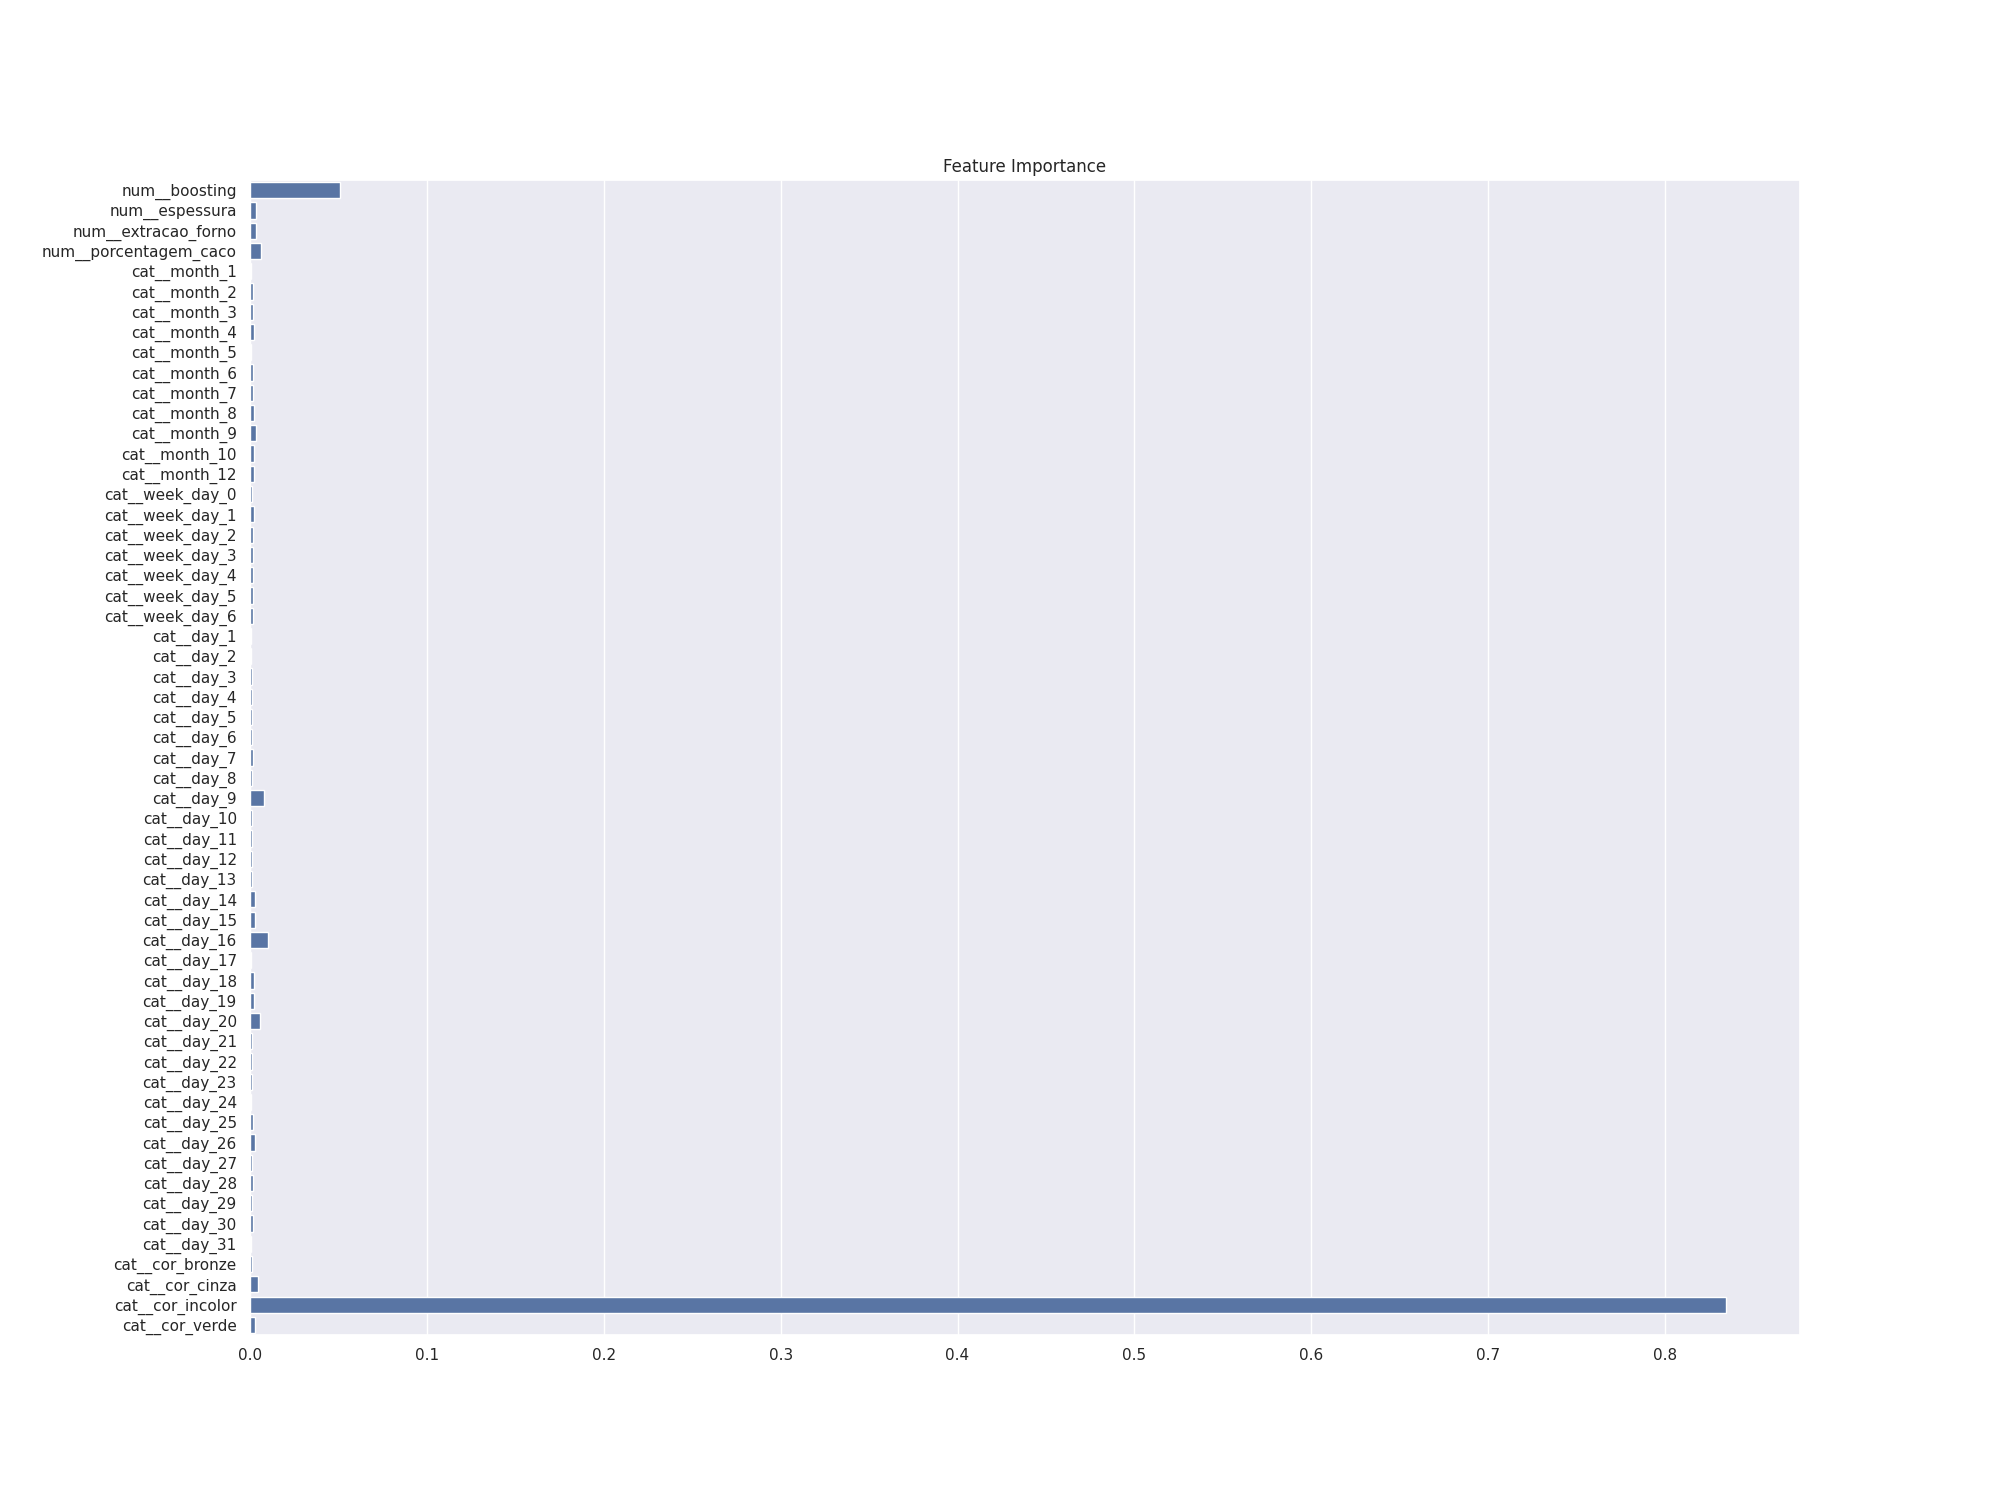 Feature Importance
num__boosting
num__espessura
num__extracao_forno
num__porcentagem_caco
cat__month_1
cat__month_2
cat__month_3
cat__month_4
cat__month_5
cat__month_6
cat__month_7
cat__month_8
cat__month_9
cat__month_10
cat__month_12
cat__week_day_0
cat__week_day_1
cat__week_day_2
cat__week_day_3
cat__week_day_4
cat__week_day_5
cat__week_day_6
cat__day_1
cat__day_2
cat__day_3
cat__day_4
cat__day_5
cat__day_6
cat__day_7
cat__day_8
cat__day_9
cat__day_10
cat__day_11
cat__day_12
cat__day_13
cat__day_14
cat__day_15
cat__day_16
cat__day_17
cat__day_18
cat__day_19
cat__day_20
cat__day_21
cat__day_22
cat__day_23
cat__day_24
cat__day_25
cat__day_26
cat__day_27
cat__day_28
cat__day_29
cat__day_30
cat__day_31
cat__cor_bronze
cat__cor_cinza
cat__cor_incolor
cat__cor_verde
0.0 0.1 0.2 0.3 0.4 0.5 0.6 0.7 0.8